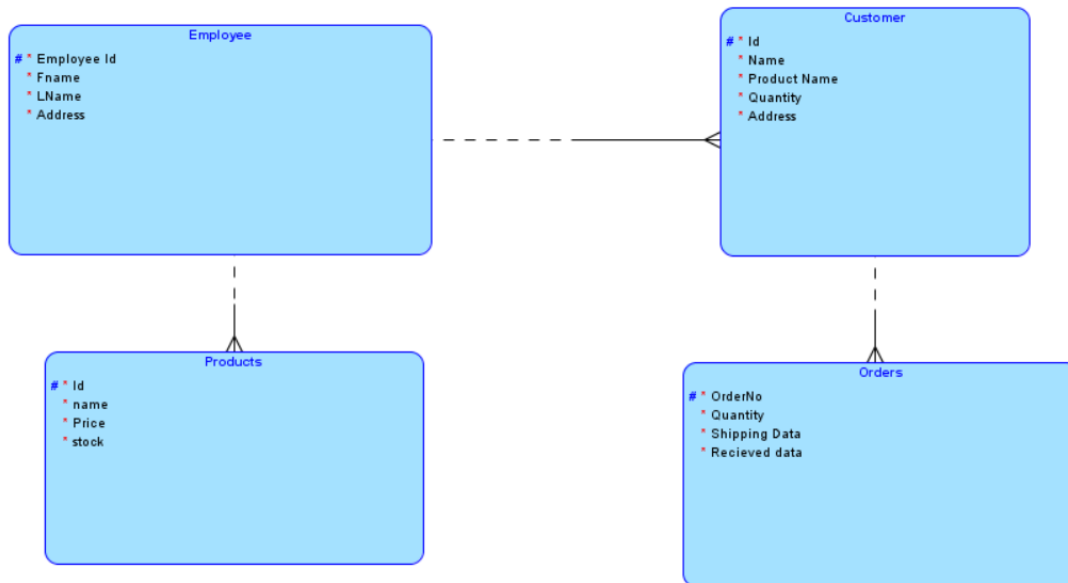 Employee
# * Employee Id
* Fname
* LName
* Address
Customer
# * Id
* Name
* Product Name
* Quantity
* Address
Products
# * Id
* name
* Price
* stock
Orders
# * OrderNo
* Quantity
* Shipping Data
* Recieved data